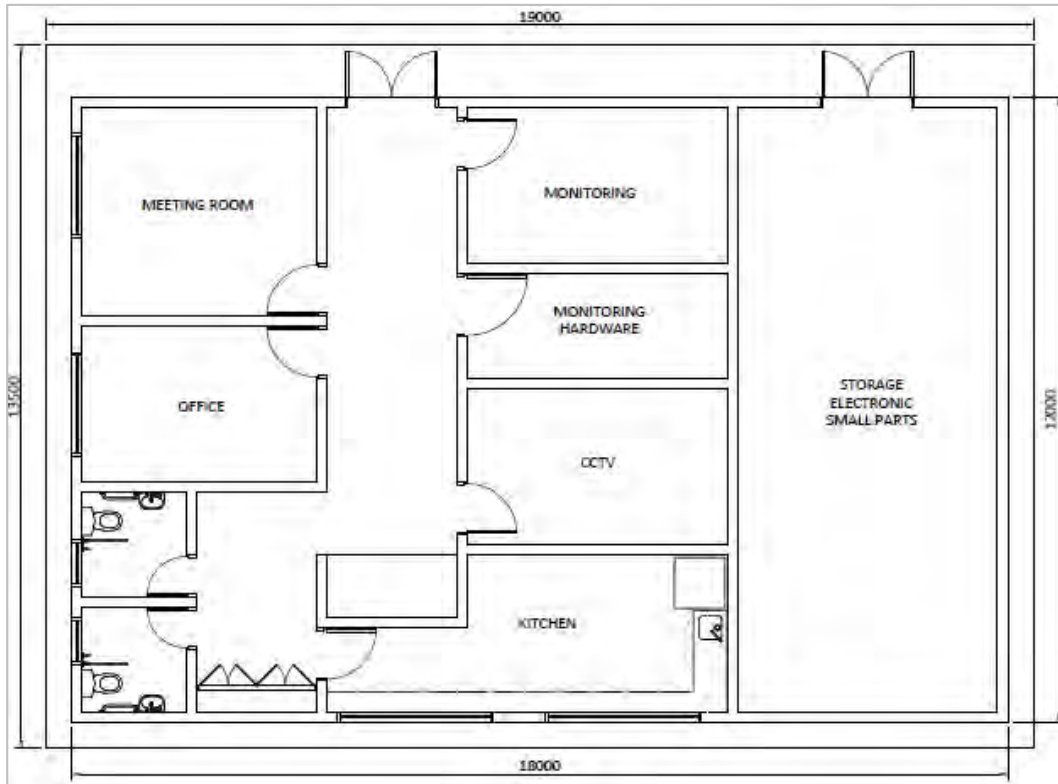 19000
MONITORING
MEETING ROOM
MONITORING
HARDWARE
13500
12000
STORAGE
ELECTRONIC
SMALL PARTS
OFFICE
CCTV
KITCHEN
18000